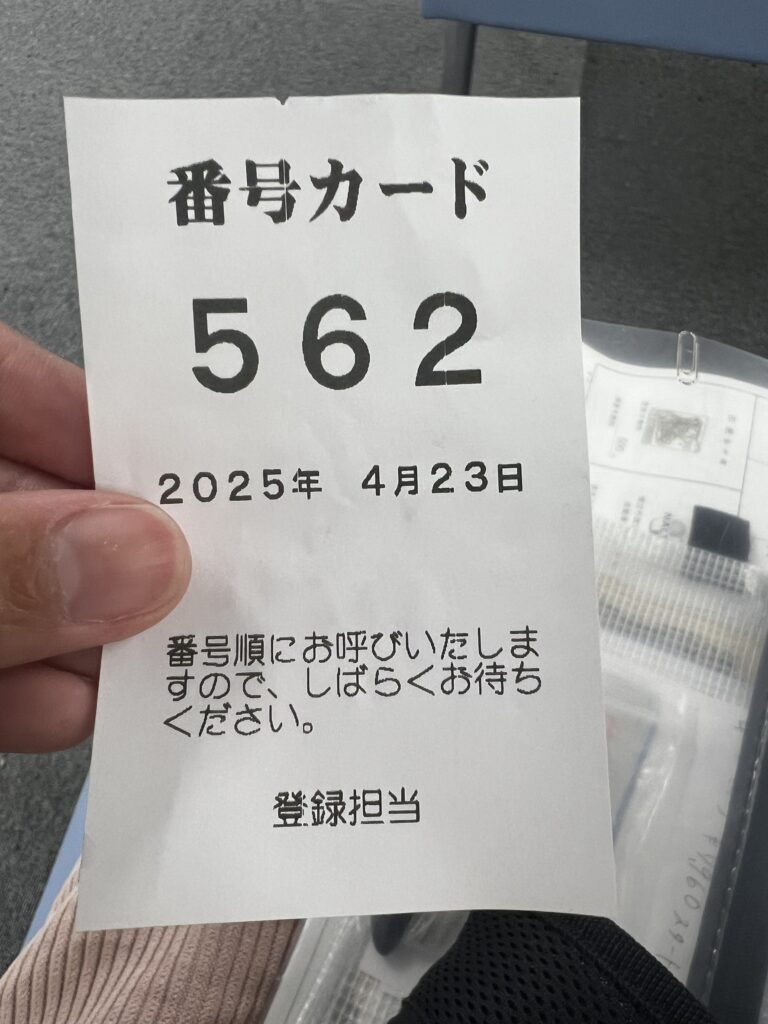 番号カード
562
2025年 4月23日
番号順にお呼びいたしま
すので、しばらくお待ち
ください。
登録担当